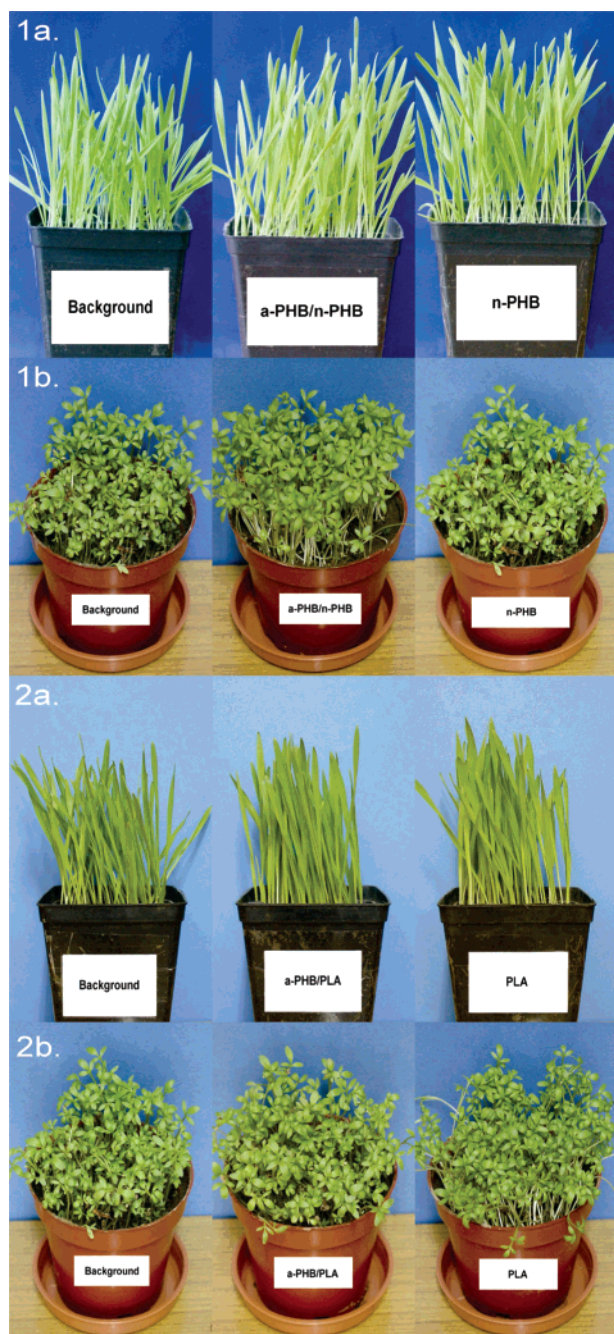 1a.
Background
a-PHB/n-PHB
n-PHB
1b.
Background
a-PHB/n-PHB
n-PHB
2a.
Background
a-PHB/PLA
PLA
2b.
Background
a-PHB/PLA
PLA